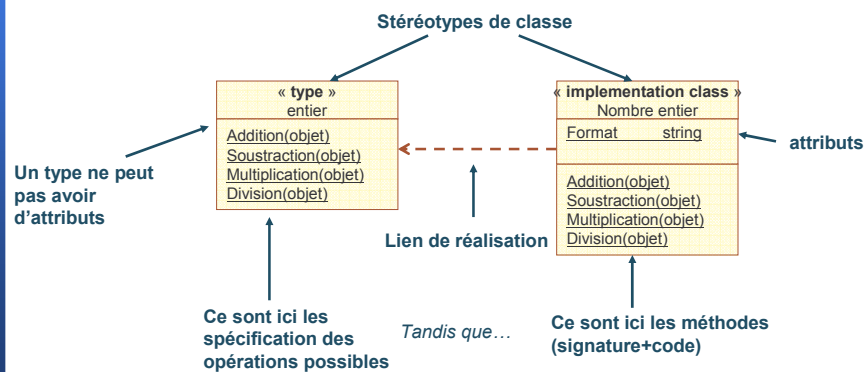 Stéréotypes de classe
« type »
entier
Addition(objet)
Soustraction(objet)
Multiplication(objet)
Division(objet)
« implementation class »
Nombre entier
Format string
Addition(objet)
Soustraction(objet)
Multiplication(objet)
Division(objet)
attributs
Un type ne peut
pas avoir
d'attributs
Lien de réalisation
Ce sont ici les
spécification des
opérations possibles
Tandis que…
Ce sont ici les méthodes
(signature+code)